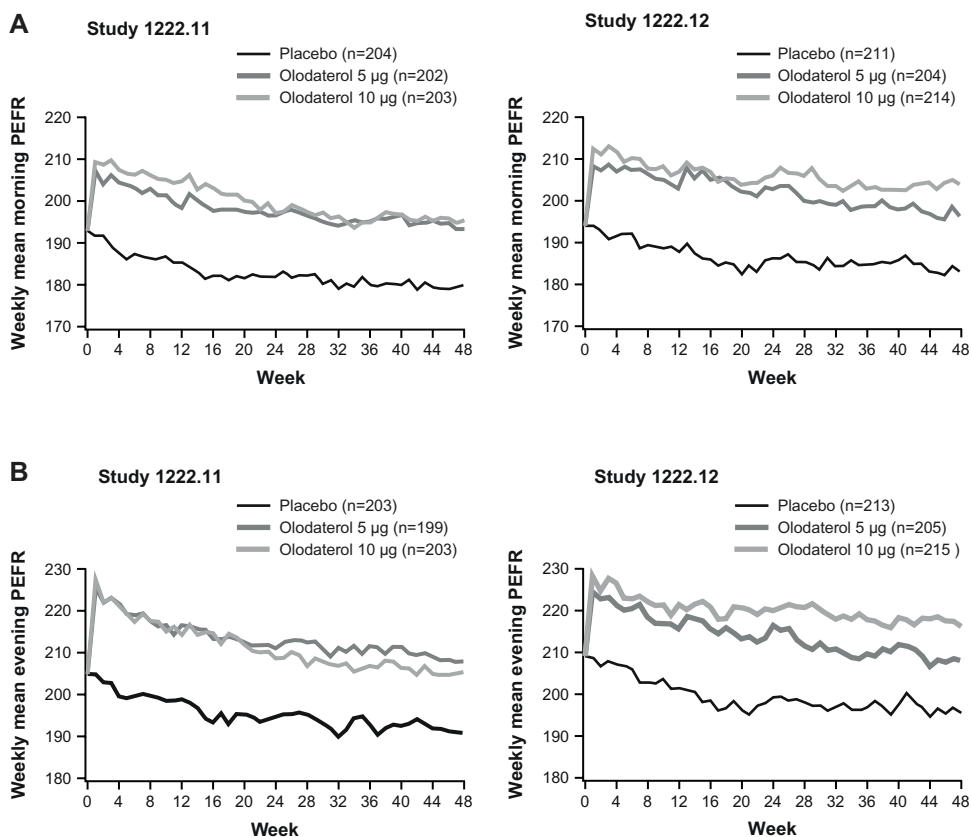 A
Study 1222.11
Placebo (n=204)
Olodaterol 5 µg (n=202)
Olodaterol 10 µg (n=203)
Weekly mean morning PEFR
220
210
200
190
180
170
0 4 8 12 16 20 24 28 32 36 40 44 48
Week
Study 1222.12
Placebo (n=211)
Olodaterol 5 µg (n=204)
Olodaterol 10 µg (n=214)
Weekly mean morning PEFR
220
210
200
190
180
170
0 4 8 12 16 20 24 28 32 36 40 44 48
Week
B
Study 1222.11
Placebo (n=203)
Olodaterol 5 µg (n=199)
Olodaterol 10 µg (n=203)
Weekly mean evening PEFR
230
220
210
200
190
180
0 4 8 12 16 20 24 28 32 36 40 44 48
Week
Study 1222.12
Placebo (n=213)
Olodaterol 5 µg (n=205)
Olodaterol 10 µg (n=215 )
Weekly mean evening PEFR
230
220
210
200
190
180
0 4 8 12 16 20 24 28 32 36 40 44 48
Week